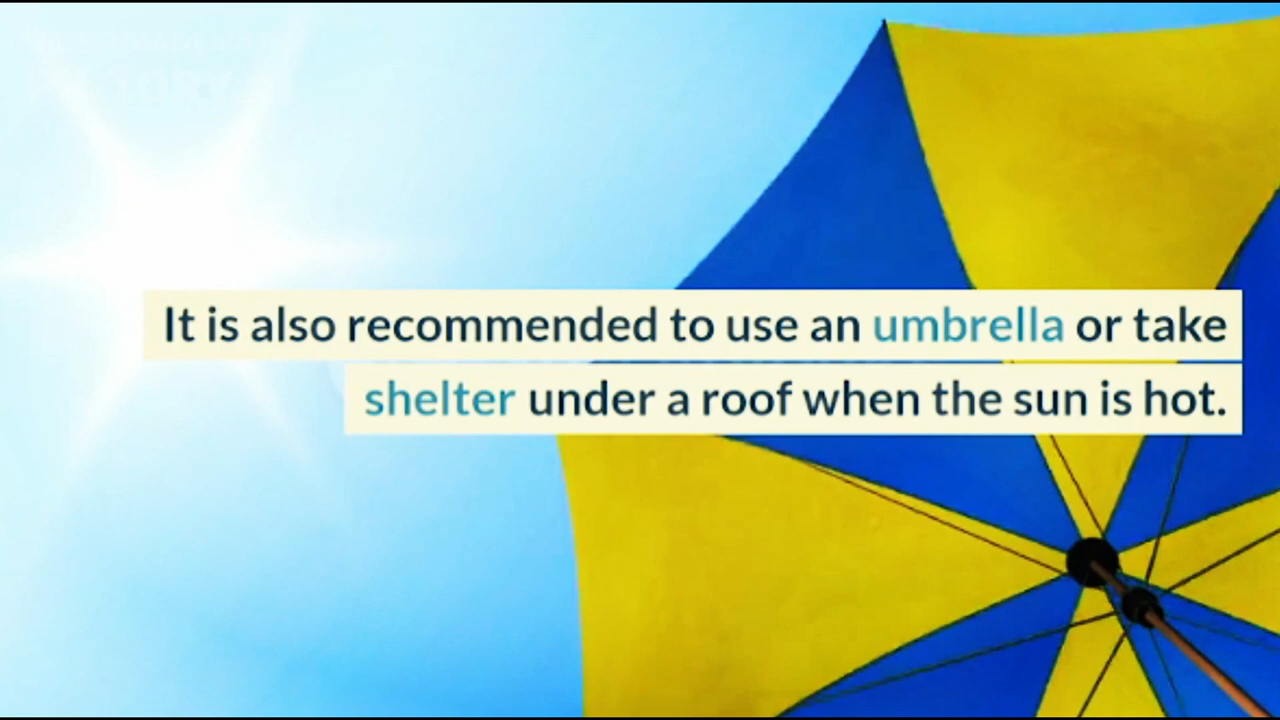 It is also recommended to use an umbrella or take
shelter under a roof when the sun is hot.